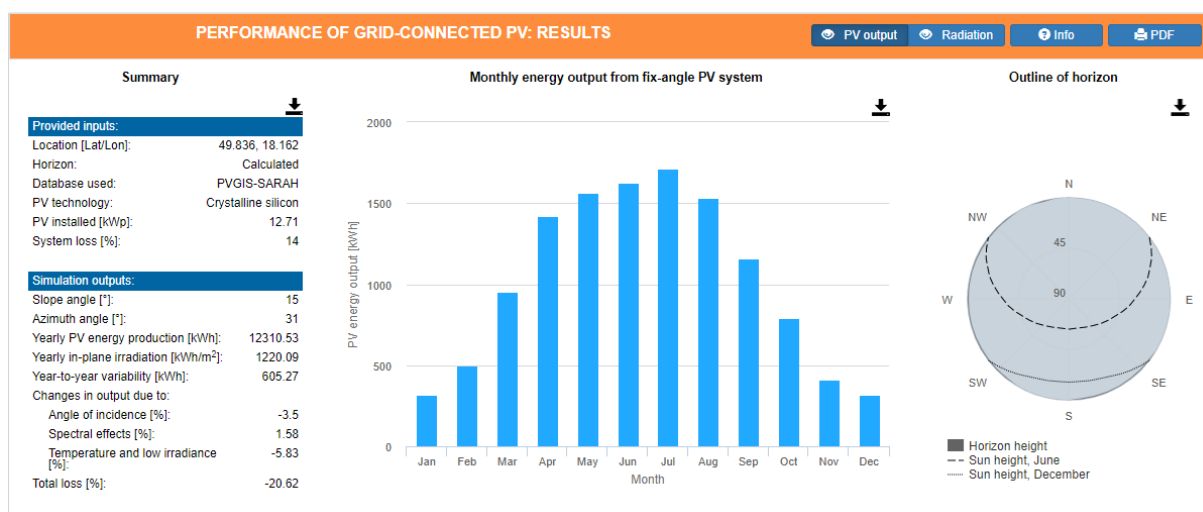 PERFORMANCE OF GRID-CONNECTED PV: RESULTS
PV output
Radiation
Info
PDF
Summary
Provided inputs:
Location [Lat/Lon]: 49.836, 18.162
Horizon: Calculated
Database used: PVGIS-SARAH
PV technology: Crystalline silicon
PV installed [kWp]: 12.71
System loss [%]: 14
Simulation outputs:
Slope angle [°]: 15
Azimuth angle [°]: 31
Yearly PV energy production [kWh]: 12310.53
Yearly in-plane irradiation [kWh/m²]: 1220.09
Year-to-year variability [kWh]: 605.27
Changes in output due to:
Angle of incidence [%]: -3.5
Spectral effects [%]: 1.58
Temperature and low irradiance
[%]: -5.83
Total loss [%]: -20.62
Monthly energy output from fix-angle PV system
PV energy output [kWh]
2000
1500
1000
500
0
Jan Feb Mar Apr May Jun Jul Aug Sep Oct Nov Dec
Month
Outline of horizon
N
NW NE
45
90
W E
SW SE
S
Horizon height
Sun height, June
Sun height, December